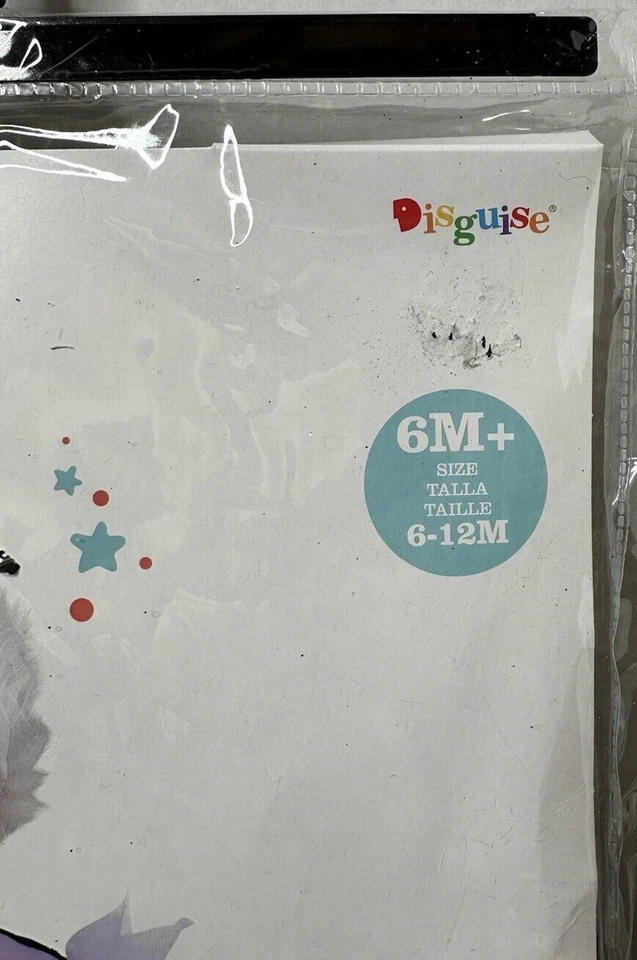 Disguise®
6M+
SIZE
TALLA
TAILLE
6-12M